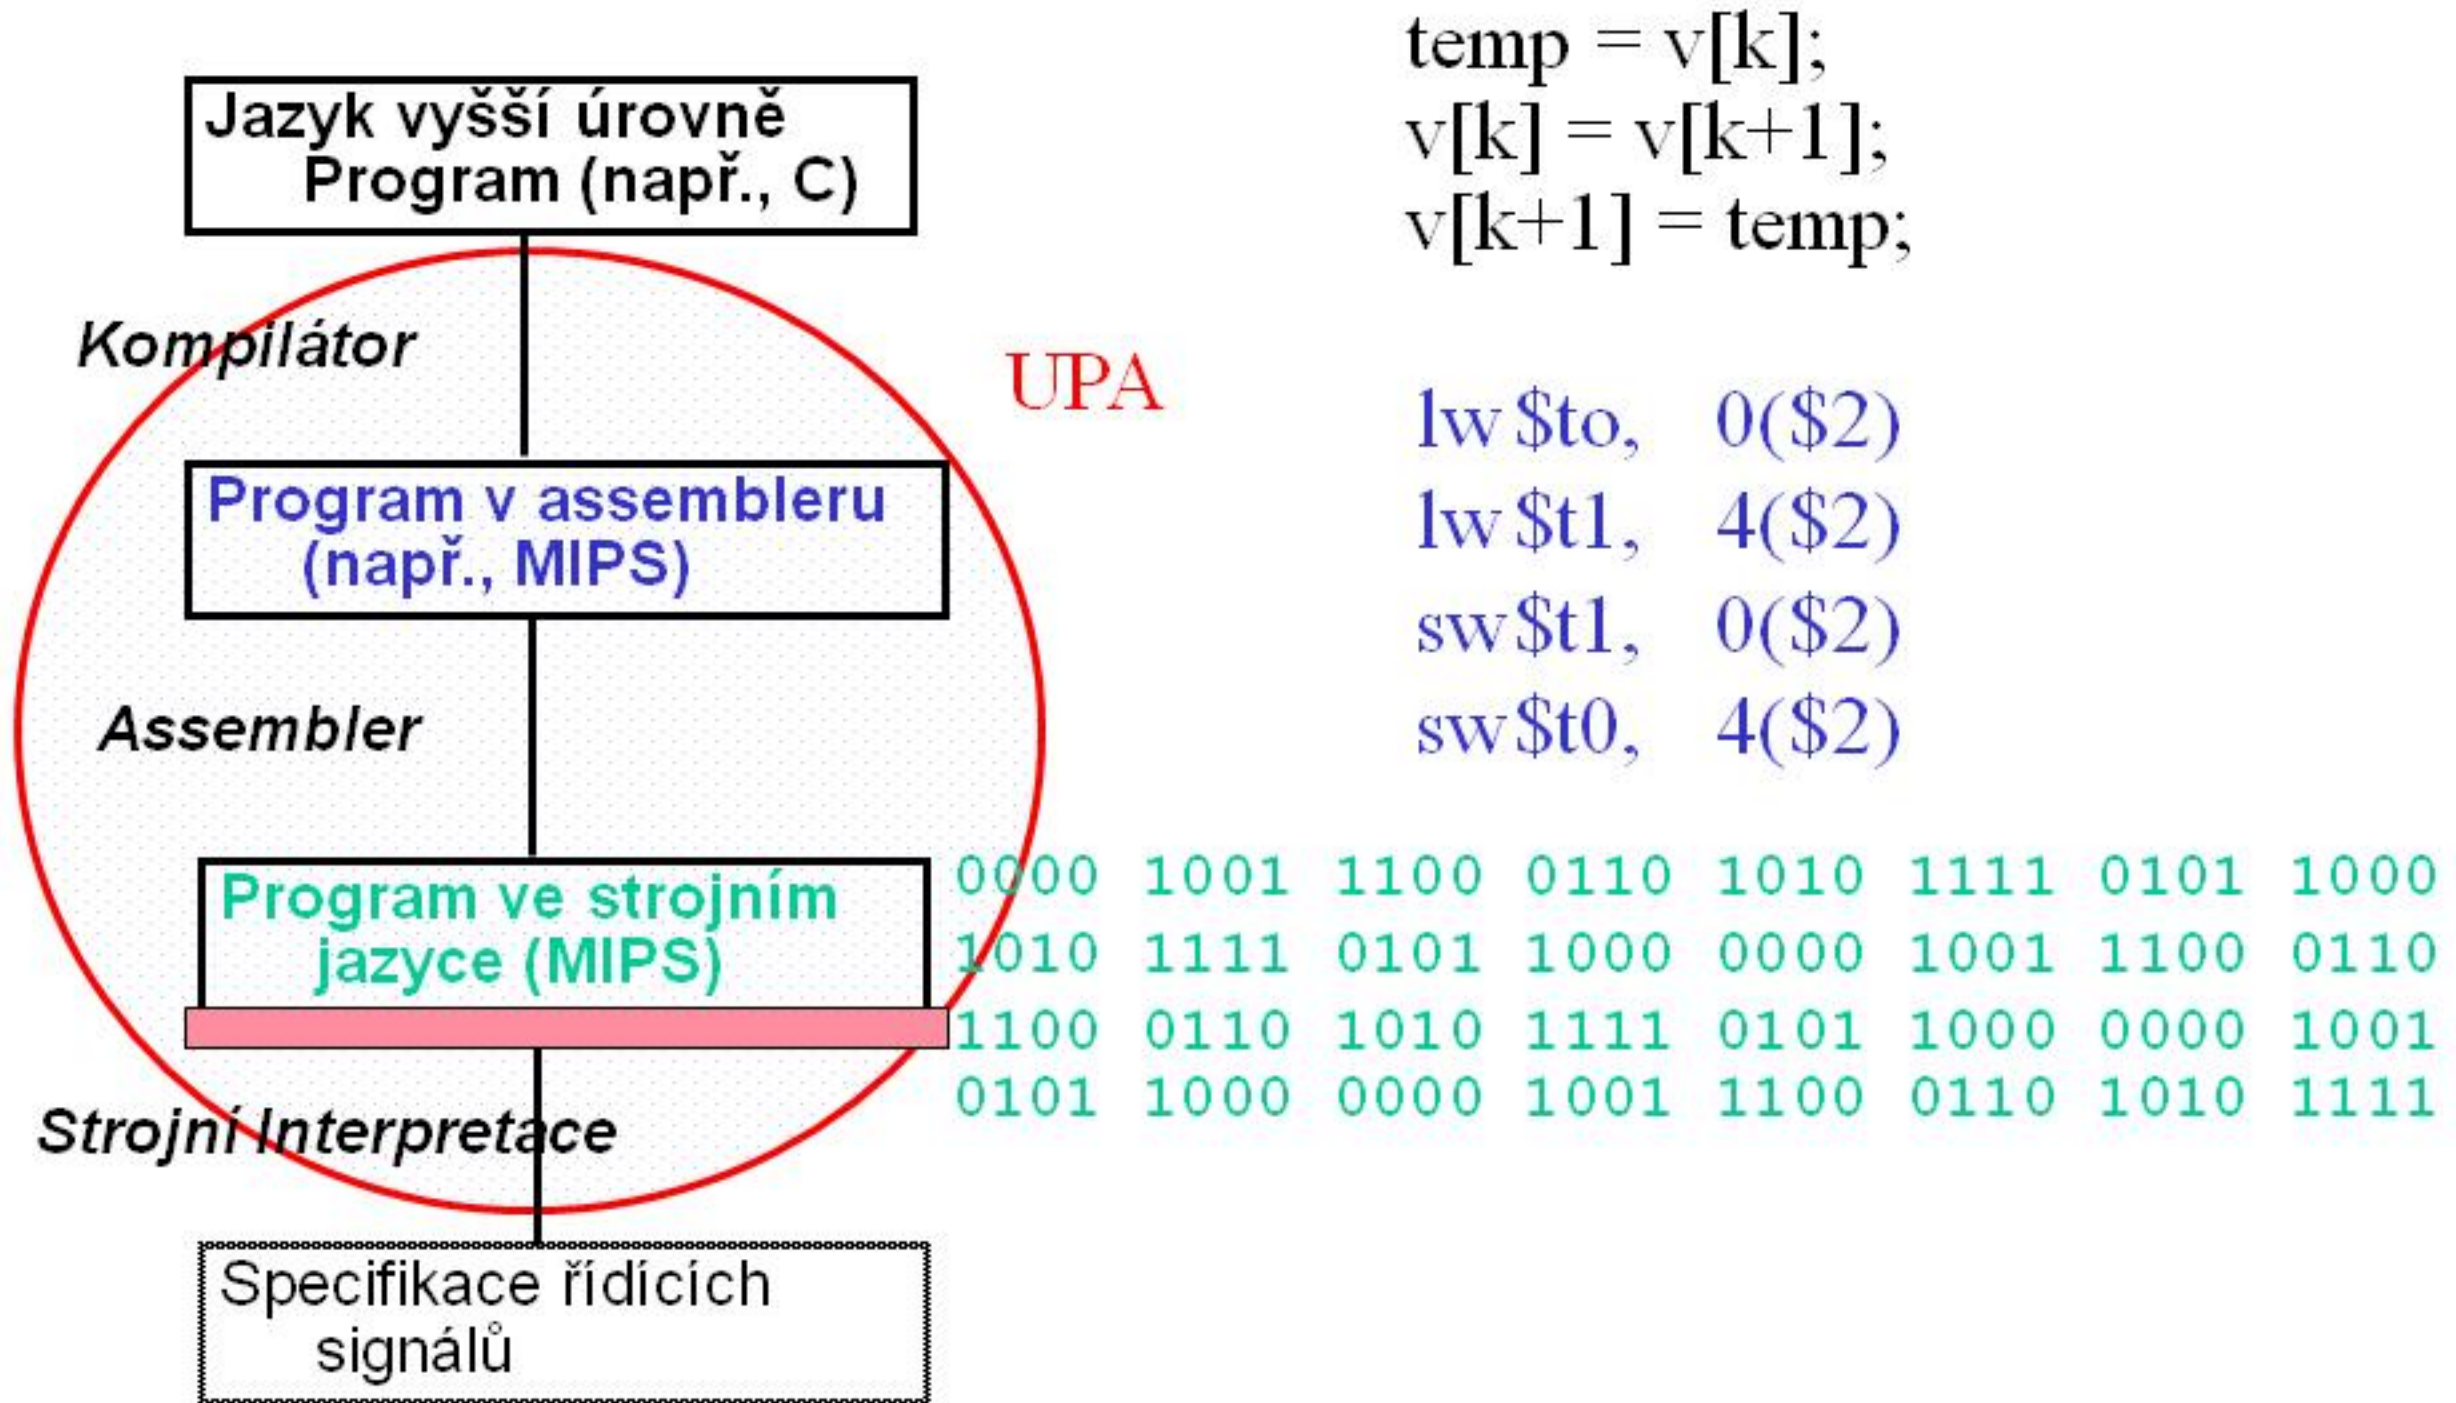 Jazyk vyšší úrovně
Program (např., C)
temp = v[k];
v[k] = v[k+1];
v[k+1] = temp;
Kompilátor
UPA
Program v assembleru
(např., MIPS)
lw $to, 0($2)
lw $t1, 4($2)
sw $t1, 0($2)
sw $t0, 4($2)
Assembler
Program ve strojním
jazyce (MIPS)
0000 1001 1100 0110 1010 1111 0101 1000
1010 1111 0101 1000 0000 1001 1100 0110
1100 0110 1010 1111 0101 1000 0000 1001
0101 1000 0000 1001 1100 0110 1010 1111
Strojní Interpretace
Specifikace řídících
signálů